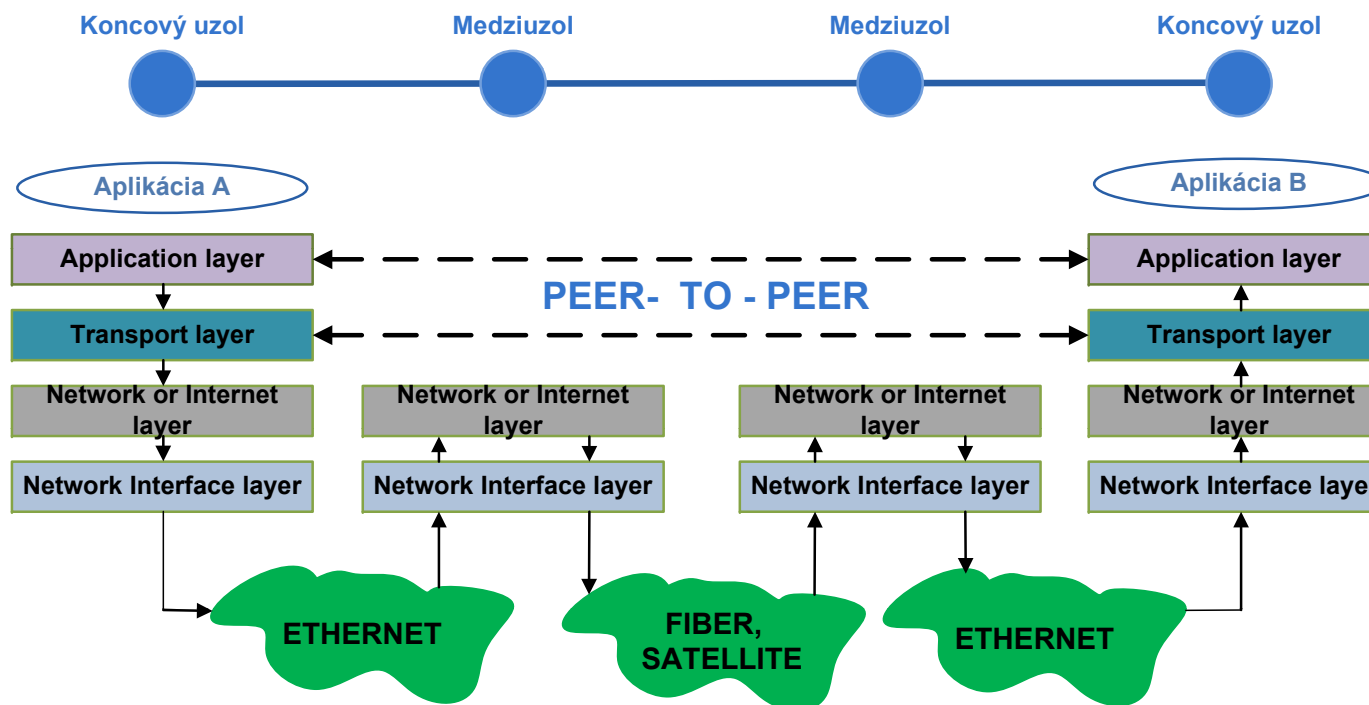 Koncový uzol
Medziuzol
Medziuzol
Koncový uzol
Aplikácia A
Aplikácia B
Application layer
Application layer
PEER- TO - PEER
Transport layer
Transport layer
Network or Internet
layer
Network or Internet
layer
Network or Internet
layer
Network or Internet
layer
Network Interface layer
Network Interface layer
Network Interface layer
Network Interface laye
ETHERNET
FIBER,
SATELLITE
ETHERNET